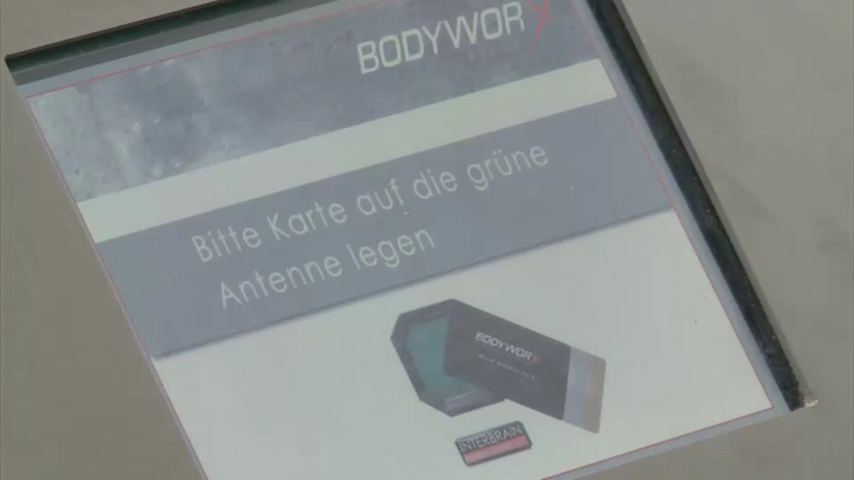 BODYWORX
Bitte Karte auf die grüne
Antenne legen
BODYWORX
INTERBRAIN